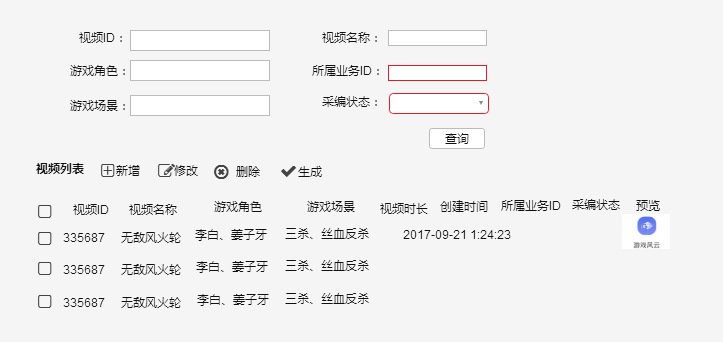 视频ID： 视频名称：
游戏角色： 所属业务ID：
游戏场景： 采编状态：
查询
视频列表 新增 修改 删除 生成
视频ID 视频名称 游戏角色 游戏场景 视频时长 创建时间 所属业务ID 采编状态 预览
335687 无敌风火轮 李白、姜子牙 三杀、丝血反杀 2017-09-21 1:24:23
游戏风云
335687 无敌风火轮 李白、姜子牙 三杀、丝血反杀
335687 无敌风火轮 李白、姜子牙 三杀、丝血反杀